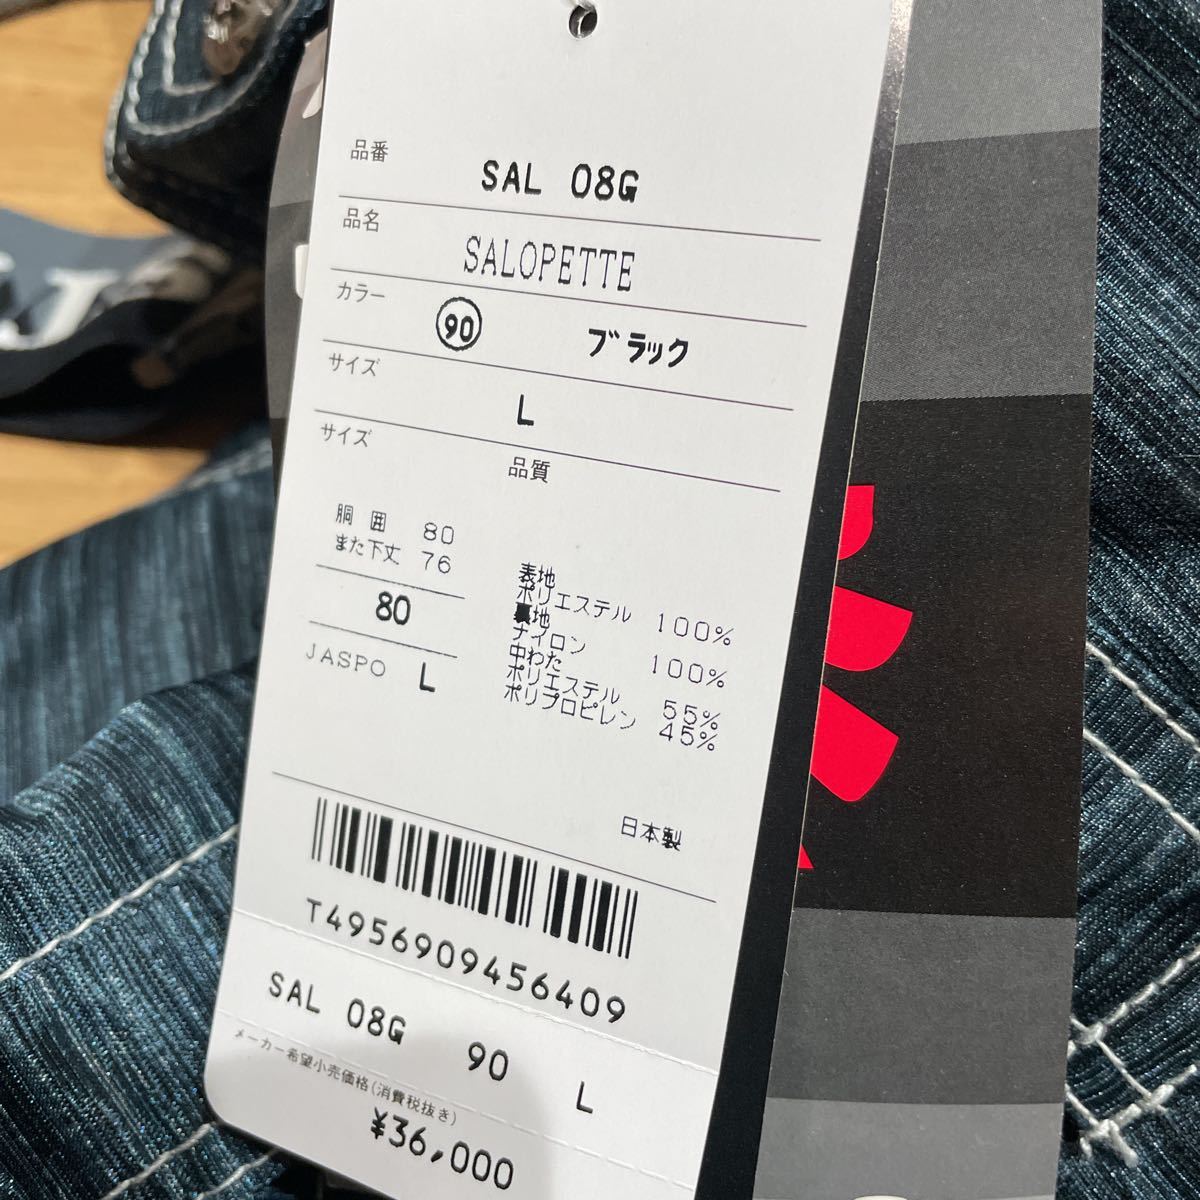 品番
SAL 08G
品名
SALOPETTE
カラー
90 ブラック
サイズ
L
サイズ
品質
胴囲 80
また下丈 76
80
JASPO L
表地
ポリエステル 100%
裏地
ナイロン 100%
中わた
ポリエステル 55%
ポリプロピレン 45%
日本製
T4956909456409
SAL 08G 90 L
メーカー希望小売価格(消費税抜き)
¥36,000